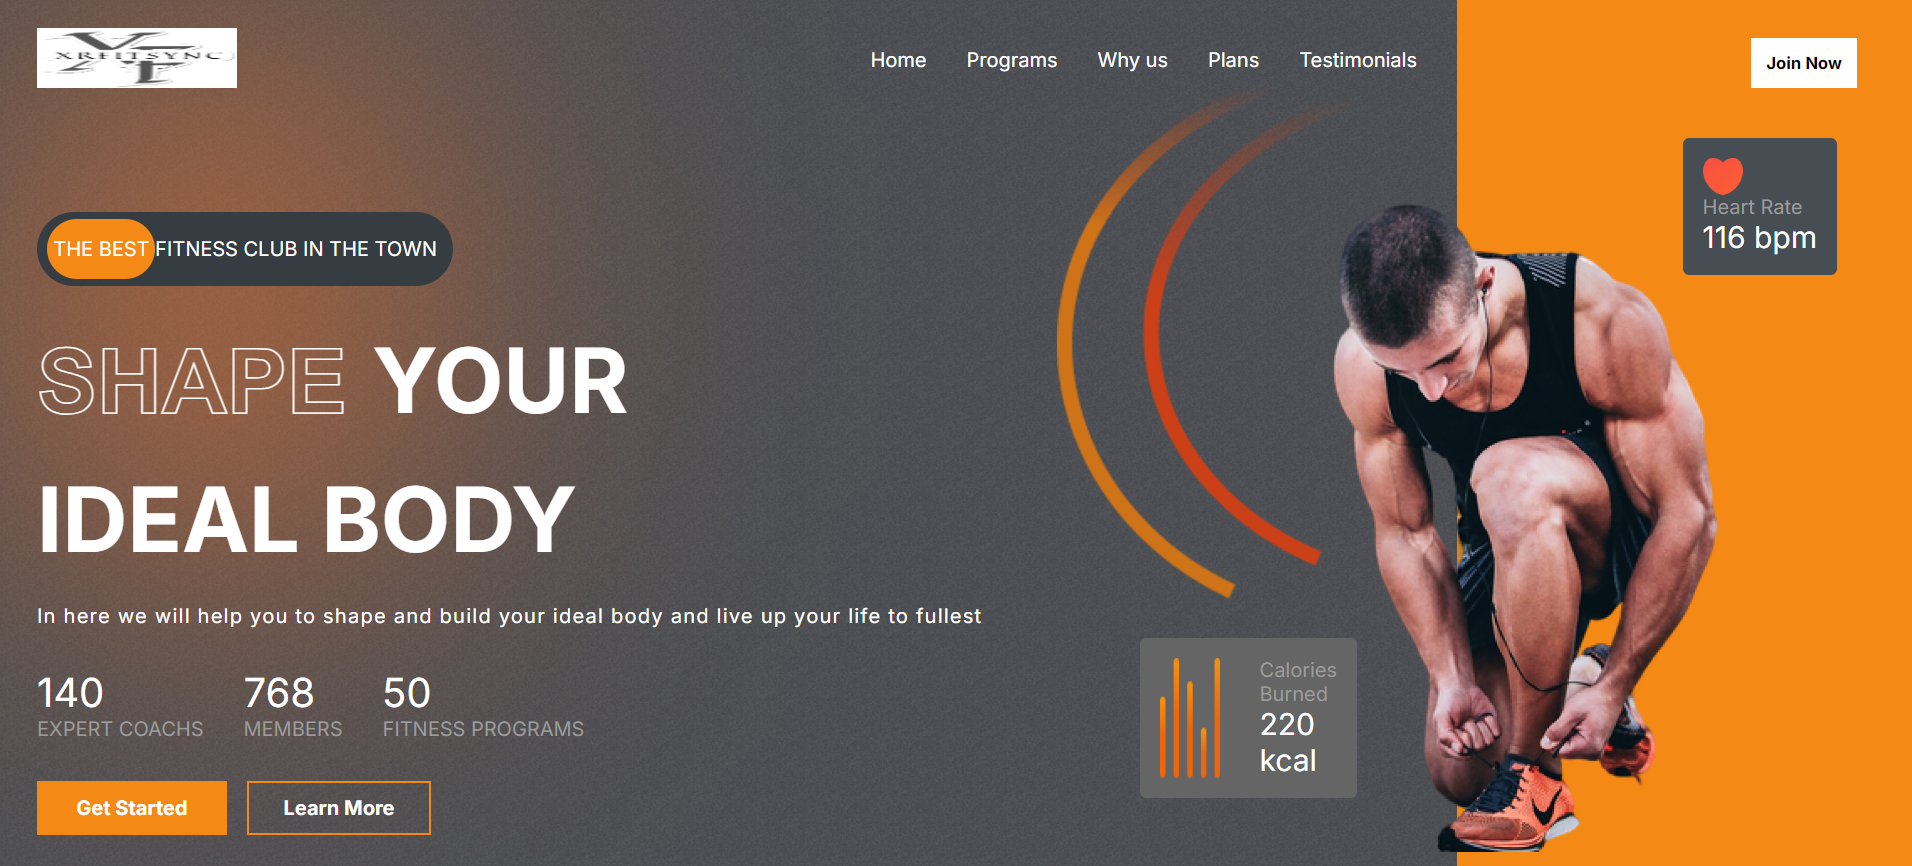 XRFITSYNC
Home Programs Why us Plans Testimonials
Join Now
Heart Rate
116 bpm
THE BEST FITNESS CLUB IN THE TOWN
SHAPE YOUR
IDEAL BODY
In here we will help you to shape and build your ideal body and live up your life to fullest
140 768 50
EXPERT COACHS MEMBERS FITNESS PROGRAMS
Get Started Learn More
Calories
Burned
220
kcal